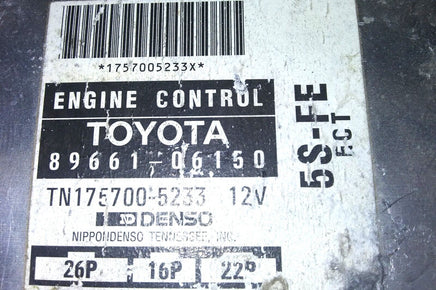 *1757005233X*
ENGINE CONTROL
TOYOTA
89661-06150
TN175700-5233 12V
DENSO
NIPPONDENSO TENNESSEE, INC.
26P 16P 22P
5S-FE
ECT